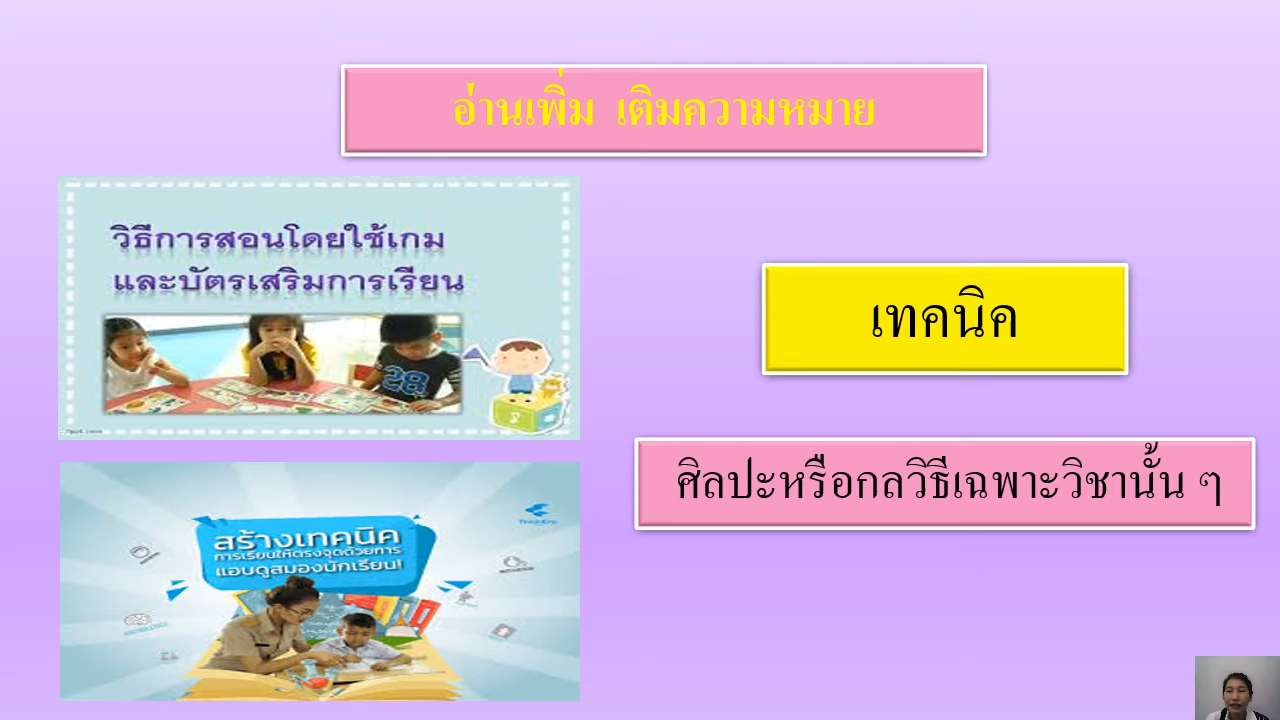 อ่านเพิ่ม เติมความหมาย
วิธีการสอนโดยใช้เกม
และบัตรเสริมการเรียน
28
เทคนิค
ศิลปะหรือกลวิธีเฉพาะวิชานั้น ๆ
สร้างเทคนิค
การเรียนให้ตรงจุดด้วยการ
แอบดูสมองนักเรียน!